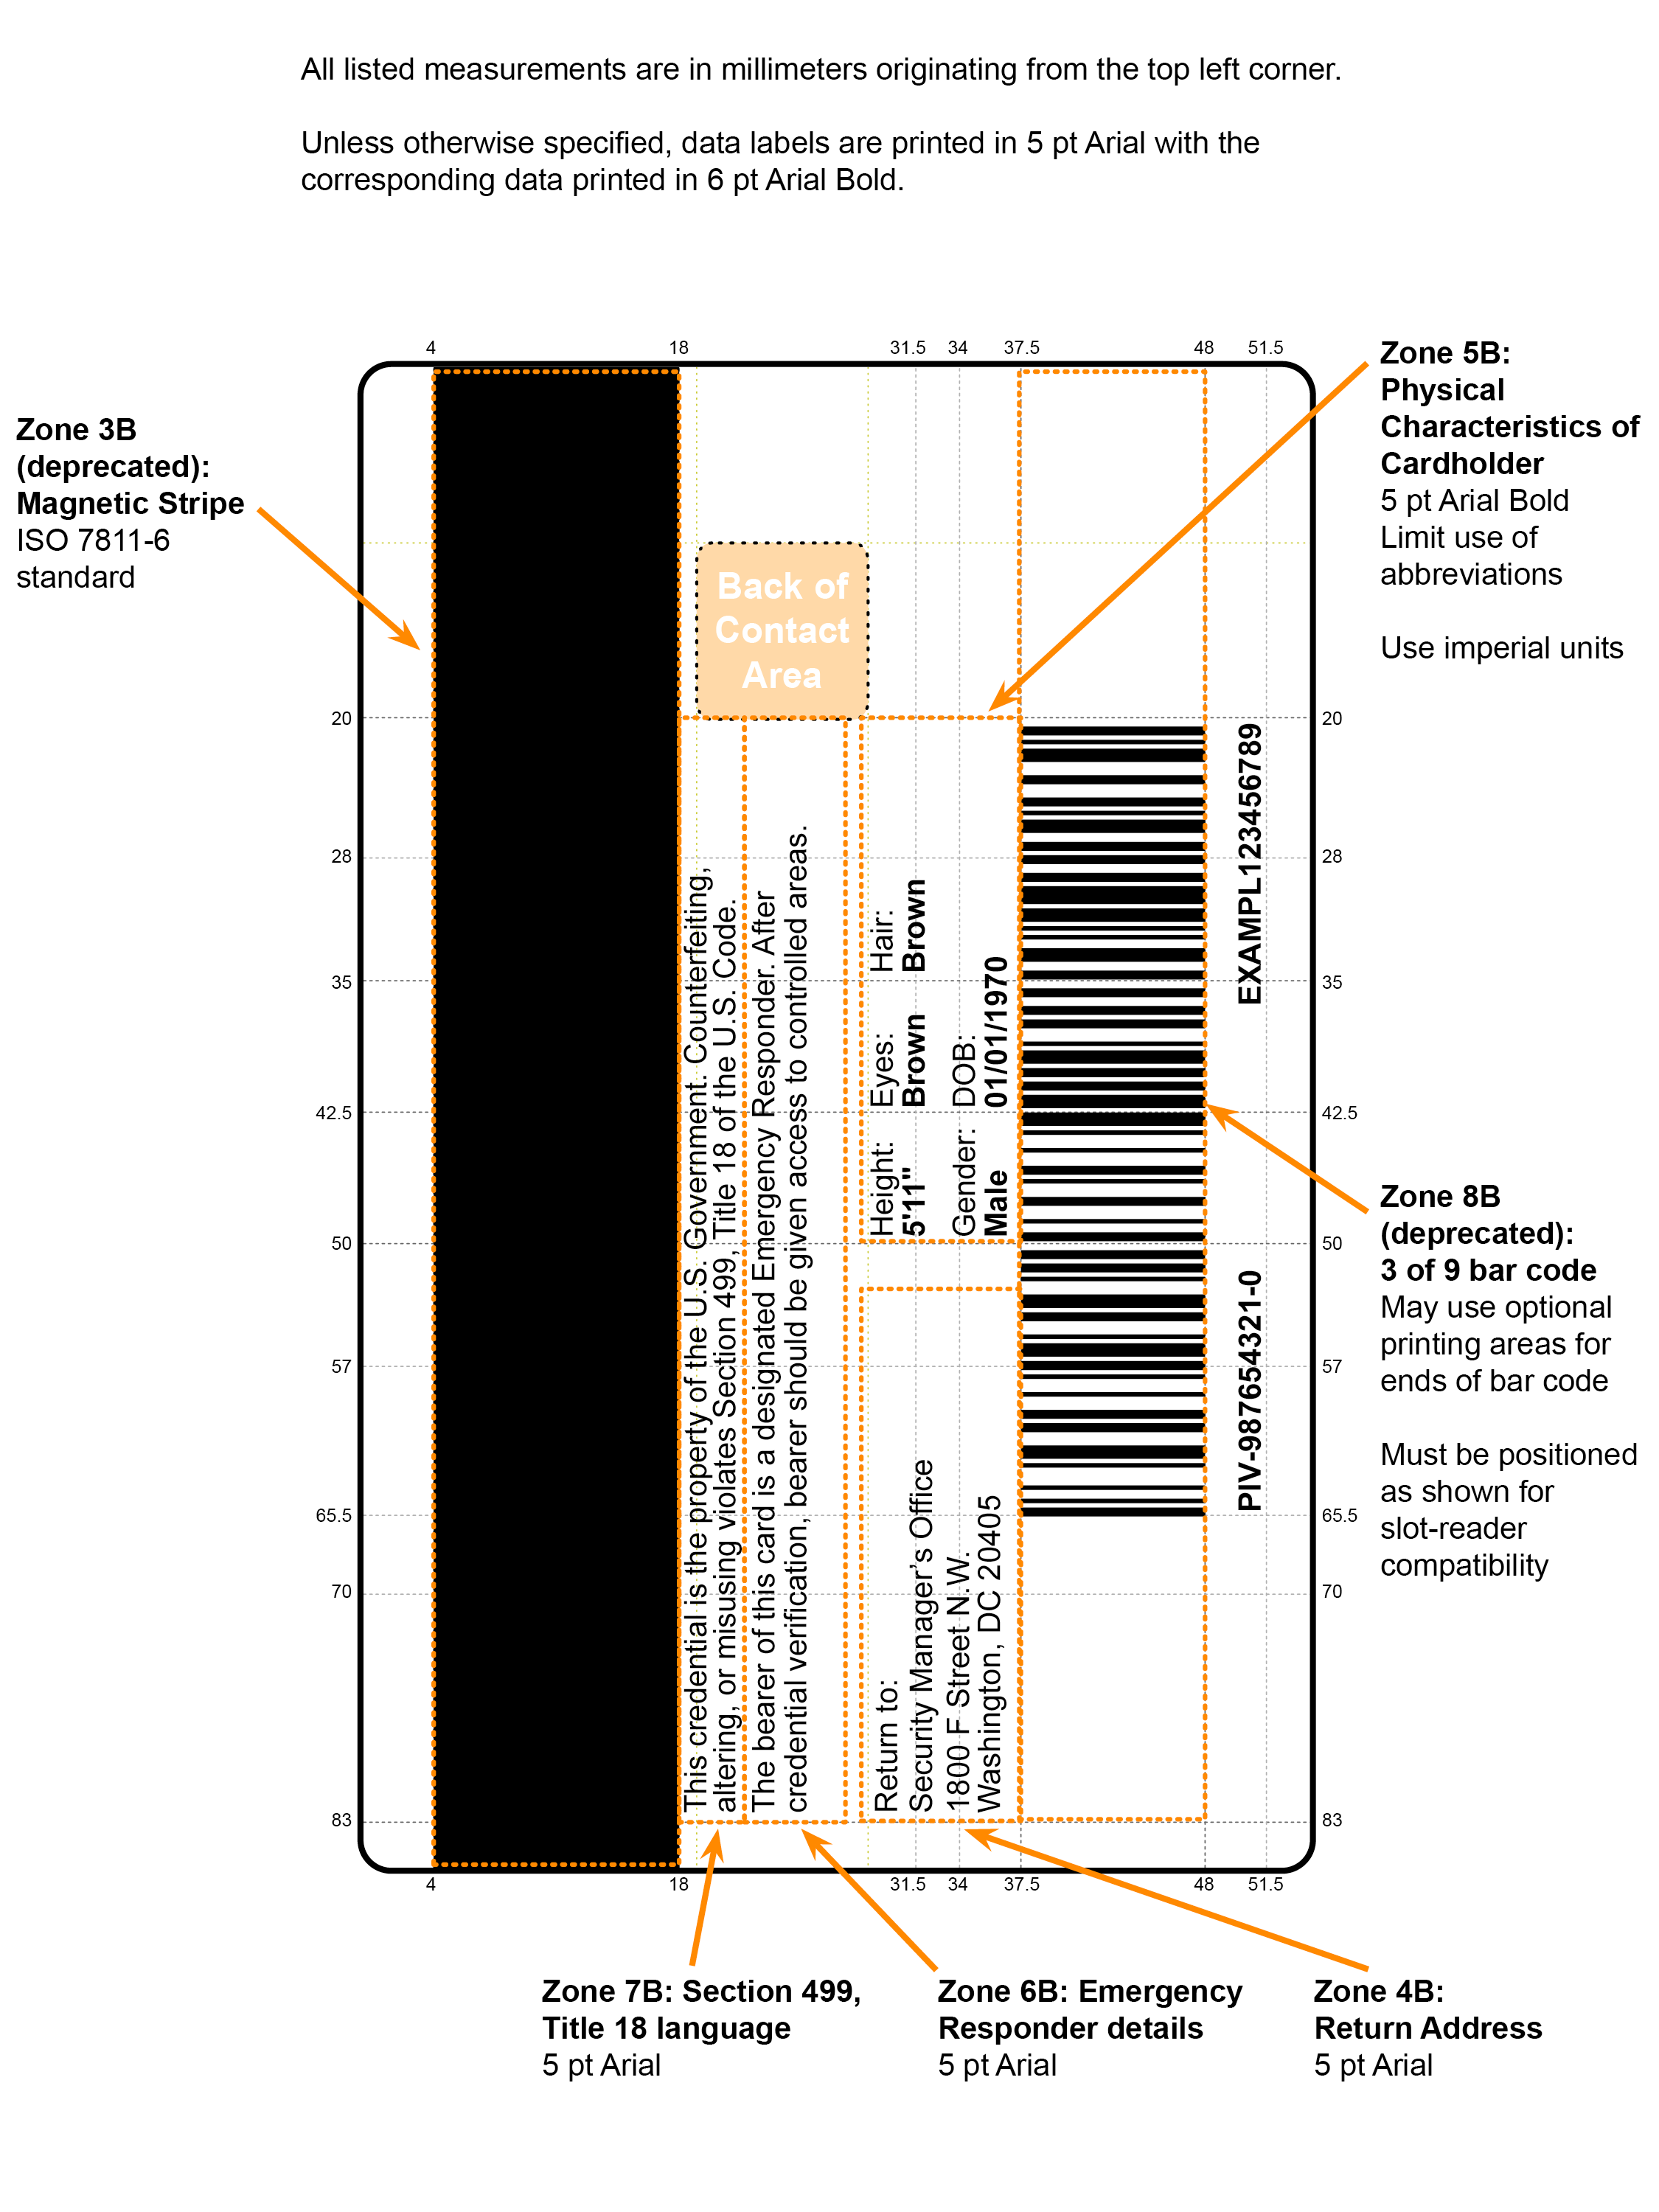 All listed measurements are in millimeters originating from the top left corner.
Unless otherwise specified, data labels are printed in 5 pt Arial with the
corresponding data printed in 6 pt Arial Bold.
4
18
31.5
34
37.5
48
51.5
Zone 3B
(deprecated):
Magnetic Stripe
ISO 7811-6
standard
Zone 5B:
Physical
Characteristics of
Cardholder
5 pt Arial Bold
Limit use of
abbreviations
Use imperial units
Back of
Contact
Area
20
28
35
42.5
50
57
65.5
70
83
This credential is the property of the U.S. Government. Counterfeiting,
altering, or misusing violates Section 499, Title 18 of the U.S. Code.
The bearer of this card is a designated Emergency Responder. After
credential verification, bearer should be given access to controlled areas.
Height:
Eyes:
Hair:
5'11"
Brown
Brown
Gender:
DOB:
Male
01/01/1970
Return to:
Security Manager’s Office
1800 F Street N.W.
Washington, DC 20405
PIV-987654321-0
EXAMPL123456789
20
28
35
42.5
50
57
65.5
70
83
Zone 8B
(deprecated):
3 of 9 bar code
May use optional
printing areas for
ends of bar code
Must be positioned
as shown for
slot-reader
compatibility
4
18
31.5
34
37.5
48
51.5
Zone 7B: Section 499,
Title 18 language
5 pt Arial
Zone 6B: Emergency
Responder details
5 pt Arial
Zone 4B:
Return Address
5 pt Arial